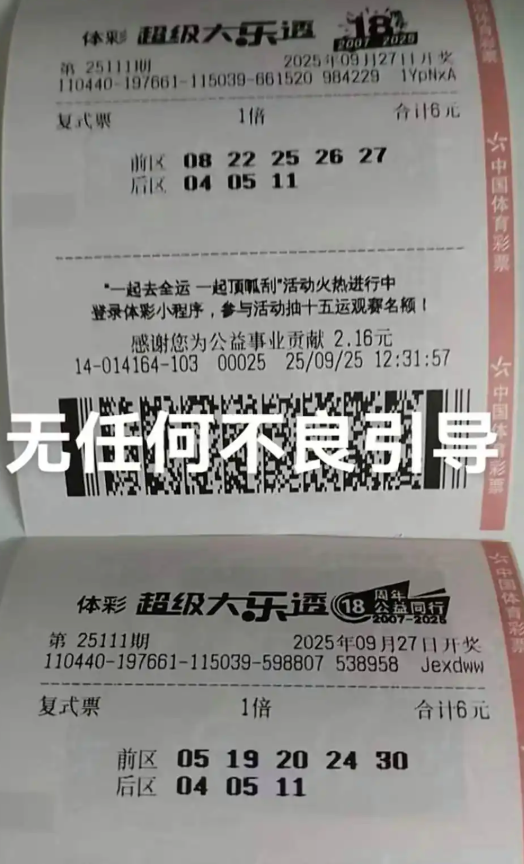 体彩 超级大乐透 18年
2007-2025
第 25111期 2025年09月27日开奖
110440-197661-115039-661520 984229 1YpNxA
复式票 1倍 合计6元
前区 08 22 25 26 27
后区 04 05 11
"一起去全运 一起顶呱刮"活动火热进行中
登录体彩小程序，参与活动抽十五运观赛名额！
感谢您为公益事业贡献 2.16元
14-014164-103 00025 25/09/25 12:31:57
无任何不良引导
中国体育彩票
中国体育彩票
体彩 超级大乐透 18 周年
公益同行
2007-2025
第 25111期 2025年09月27日开奖
110440-197661-115039-598807 538958 Jexdww
复式票 1倍 合计6元
前区 05 19 20 24 30
后区 04 05 11
中国体育彩票